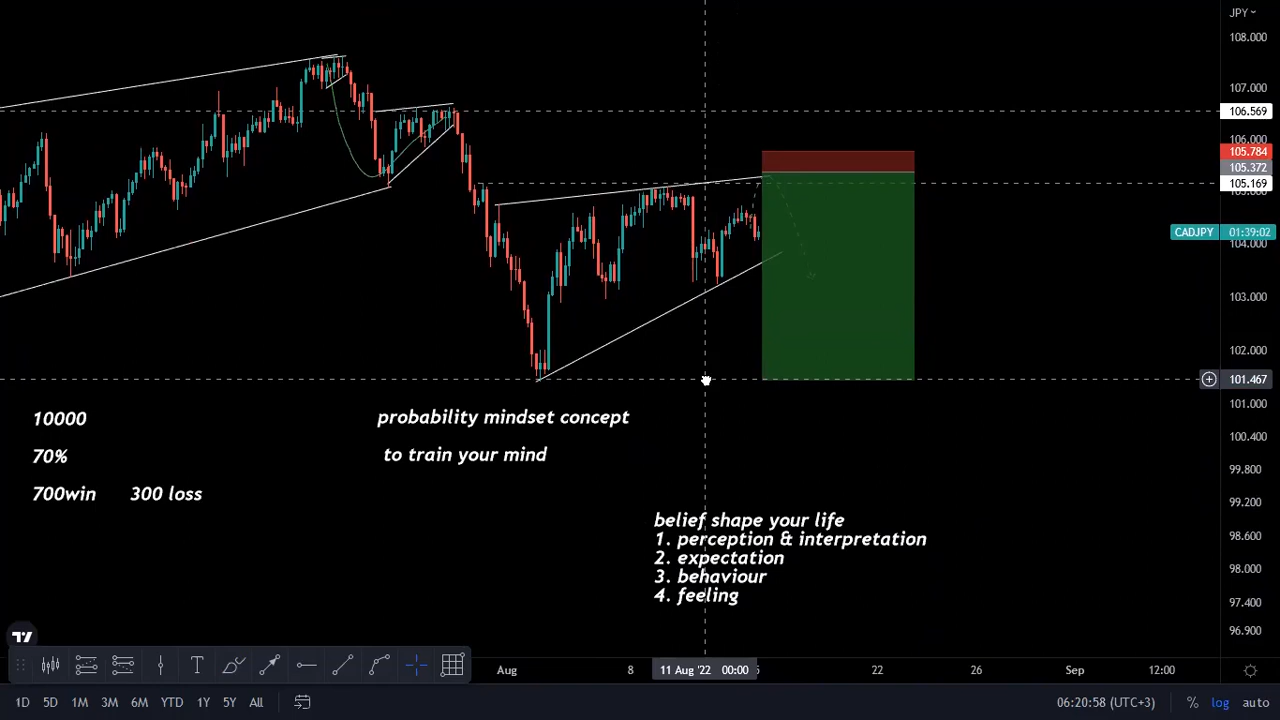 JPY
108.000
107.000
106.569
106.000
105.784
105.372
105.169
CADJPY 01:39:02
104.000
103.000
102.000
101.467
101.000
100.400
99.800
99.200
98.600
98.000
97.400
96.900
10000
70%
700win 300 loss
probability mindset concept
to train your mind
belief shape your life
1. perception & interpretation
2. expectation
3. behaviour
4. feeling
Aug 8 11 Aug '22 00:00 22 26 Sep 12:00
1D 5D 1M 3M 6M YTD 1Y 5Y All 06:20:58 (UTC+3) % log auto